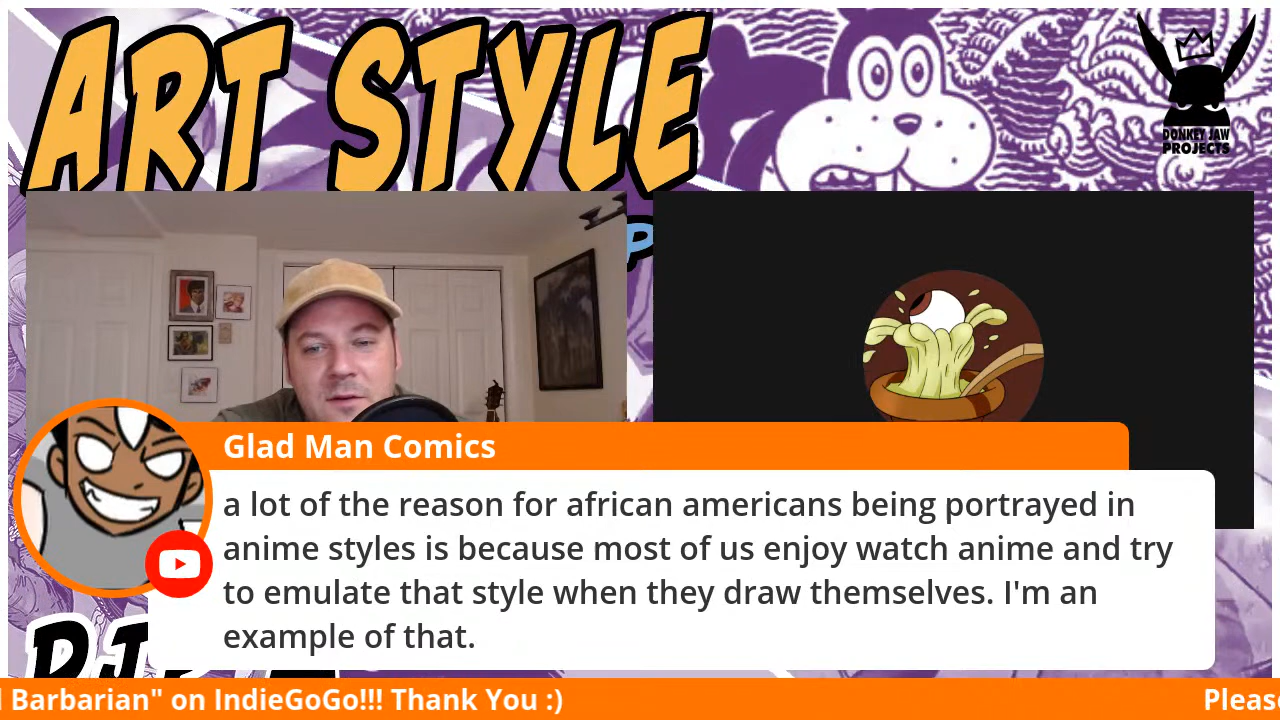 ART STYLE
DONKEY JAW
PROJECTS
P
Glad Man Comics
a lot of the reason for african americans being portrayed in
anime styles is because most of us enjoy watch anime and try
to emulate that style when they draw themselves. I'm an
example of that.
Barbarian" on IndieGoGo!!! Thank You :)